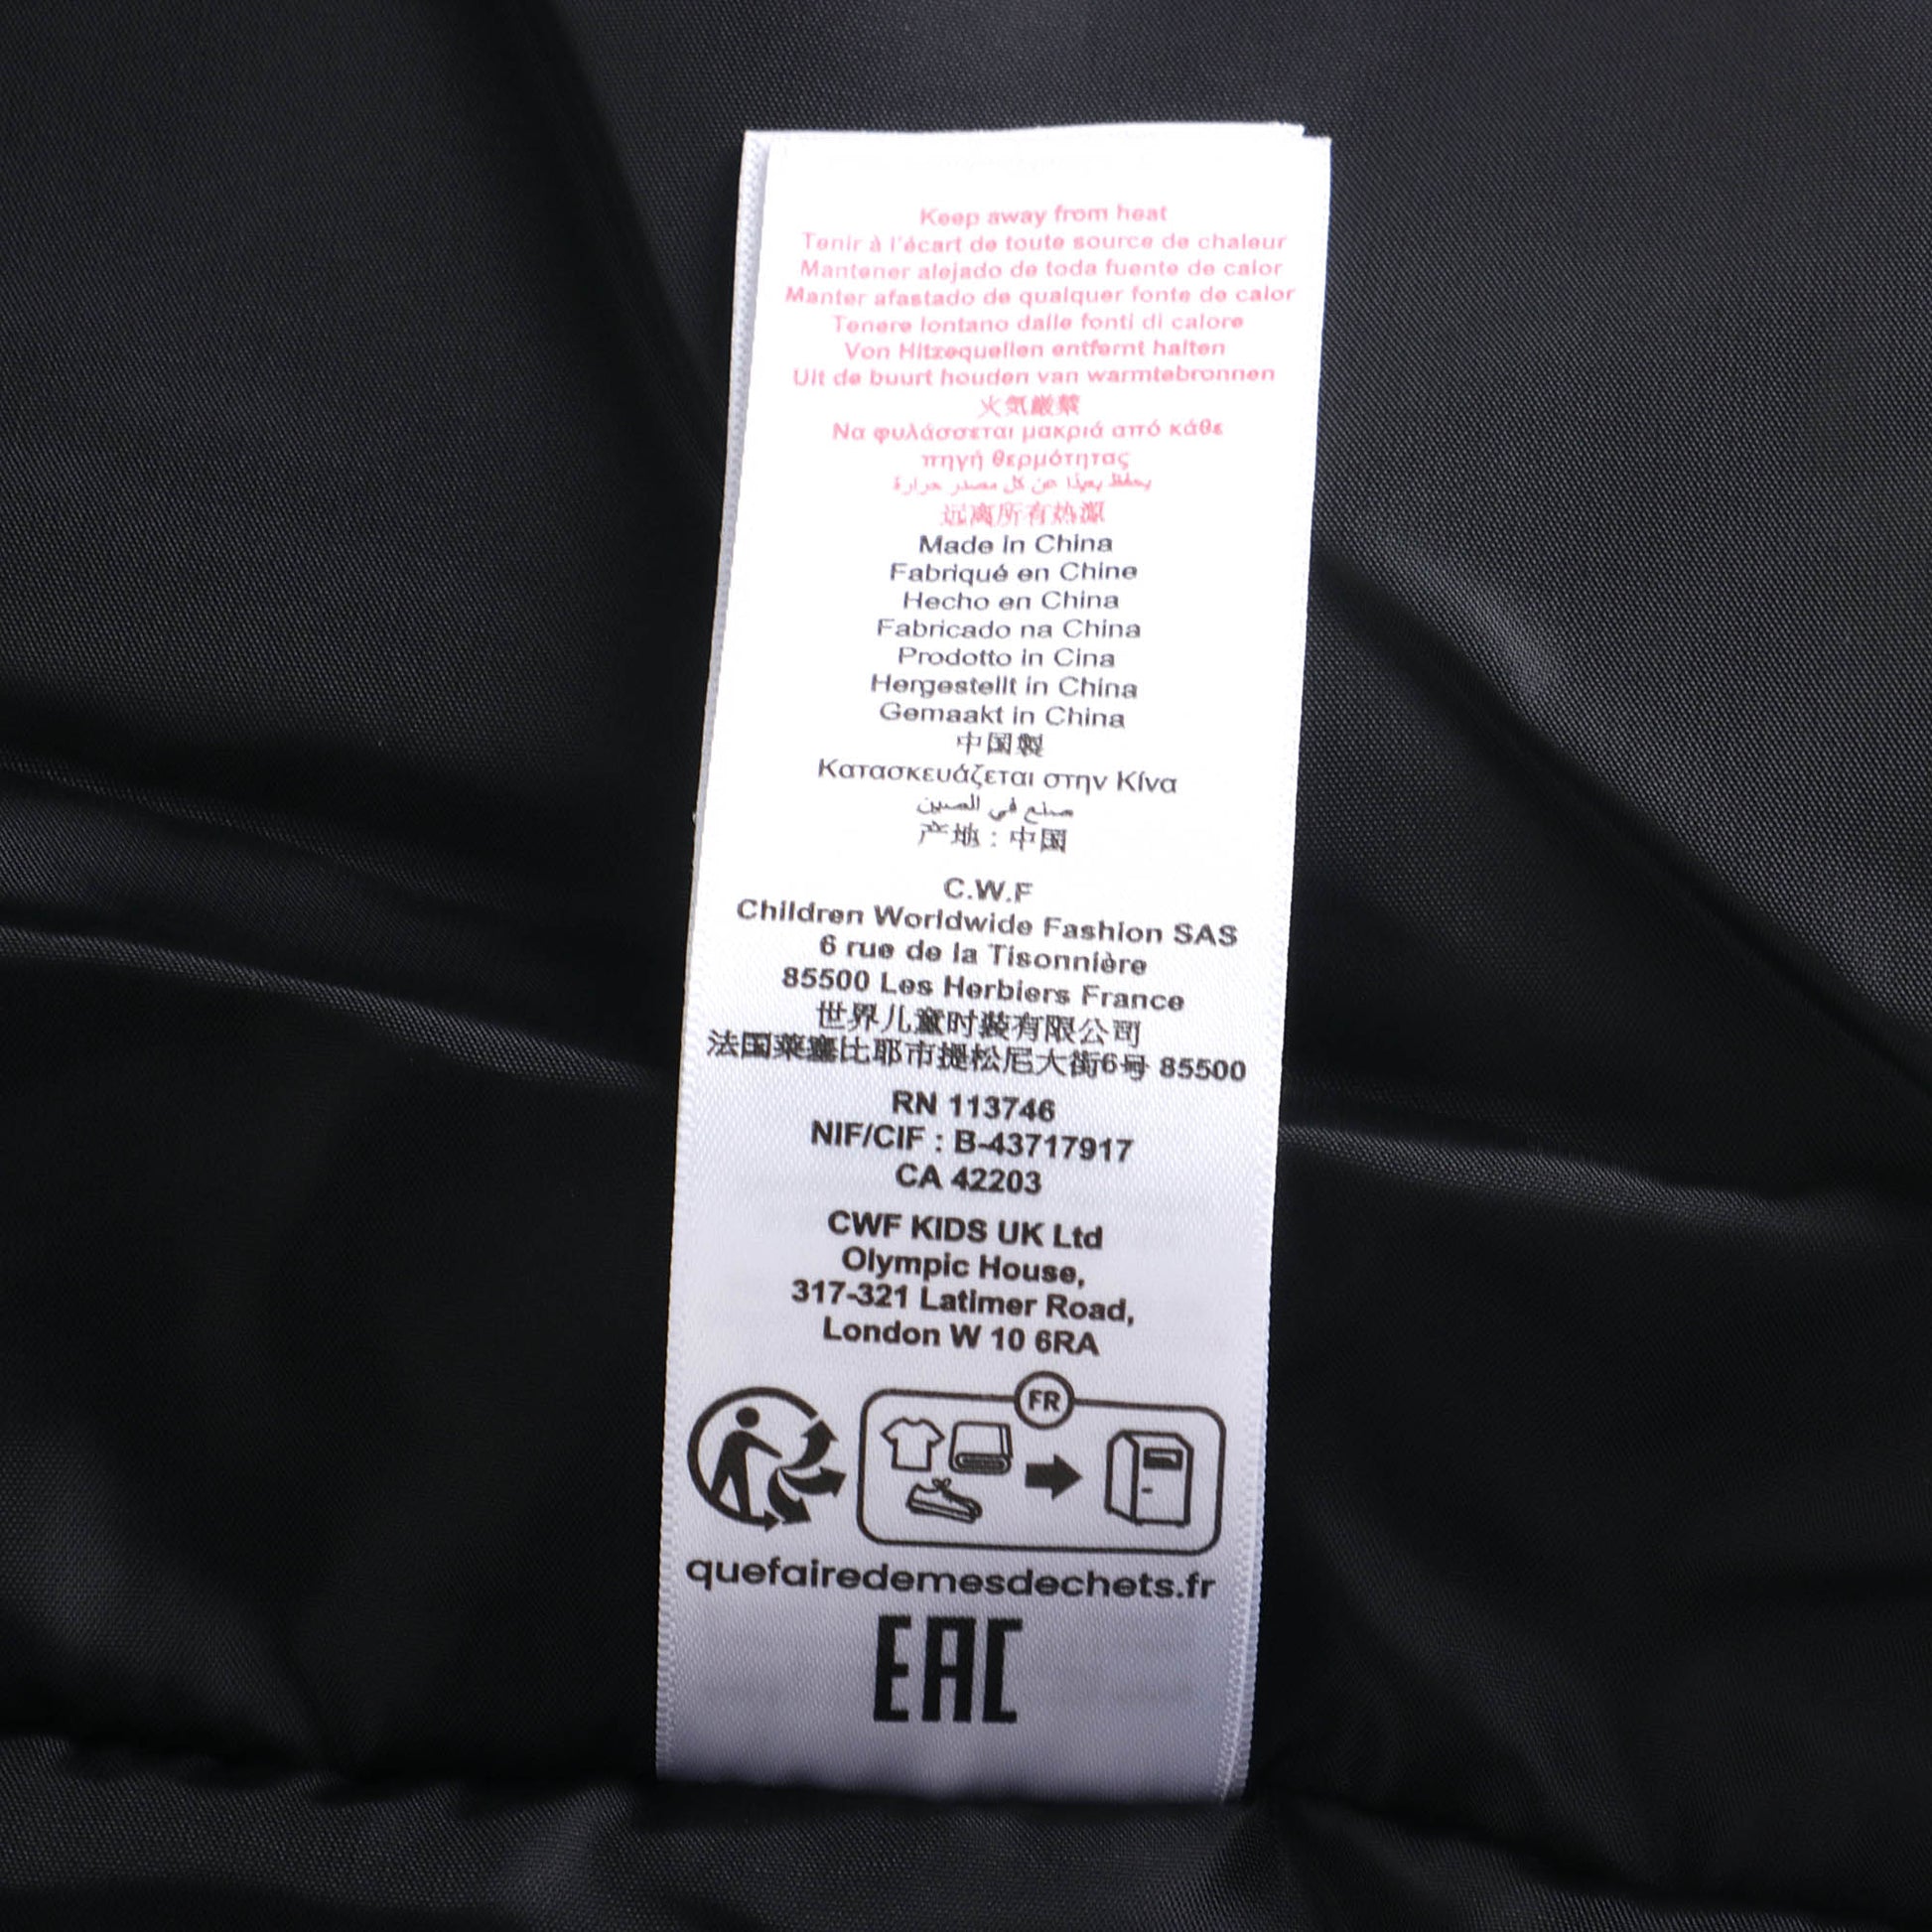 Keep away from heat
Tenir à l'écart de toute source de chaleur
Mantener alejado de toda fuente de calor
Manter afastado de qualquer fonte de calor
Tenere lontano dalle fonti di calore
Von Hitzequellen entfernt halten
Uit de buurt houden van warmtebronnen
火気厳禁
Να φυλάσσεται μακριά από κάθε
πηγή θερμότητας
يحفظ بعيدًا عن كل مصدر حرارة
远离所有热源
Made in China
Fabriqué en Chine
Hecho en China
Fabricado na China
Prodotto in Cina
Hergestellt in China
Gemaakt in China
中国製
Κατασκευάζεται στην Κίνα
صنع في الصين
产地 : 中国
C.W.F
Children Worldwide Fashion SAS
6 rue de la Tisonnière
85500 Les Herbiers France
世界儿童时装有限公司
法国莱塞比耶市提松尼大街6号 85500
RN 113746
NIF/CIF : B-43717917
CA 42203
CWF KIDS UK Ltd
Olympic House,
317-321 Latimer Road,
London W 10 6RA
FR
quefairedemesdechets.fr
EAC